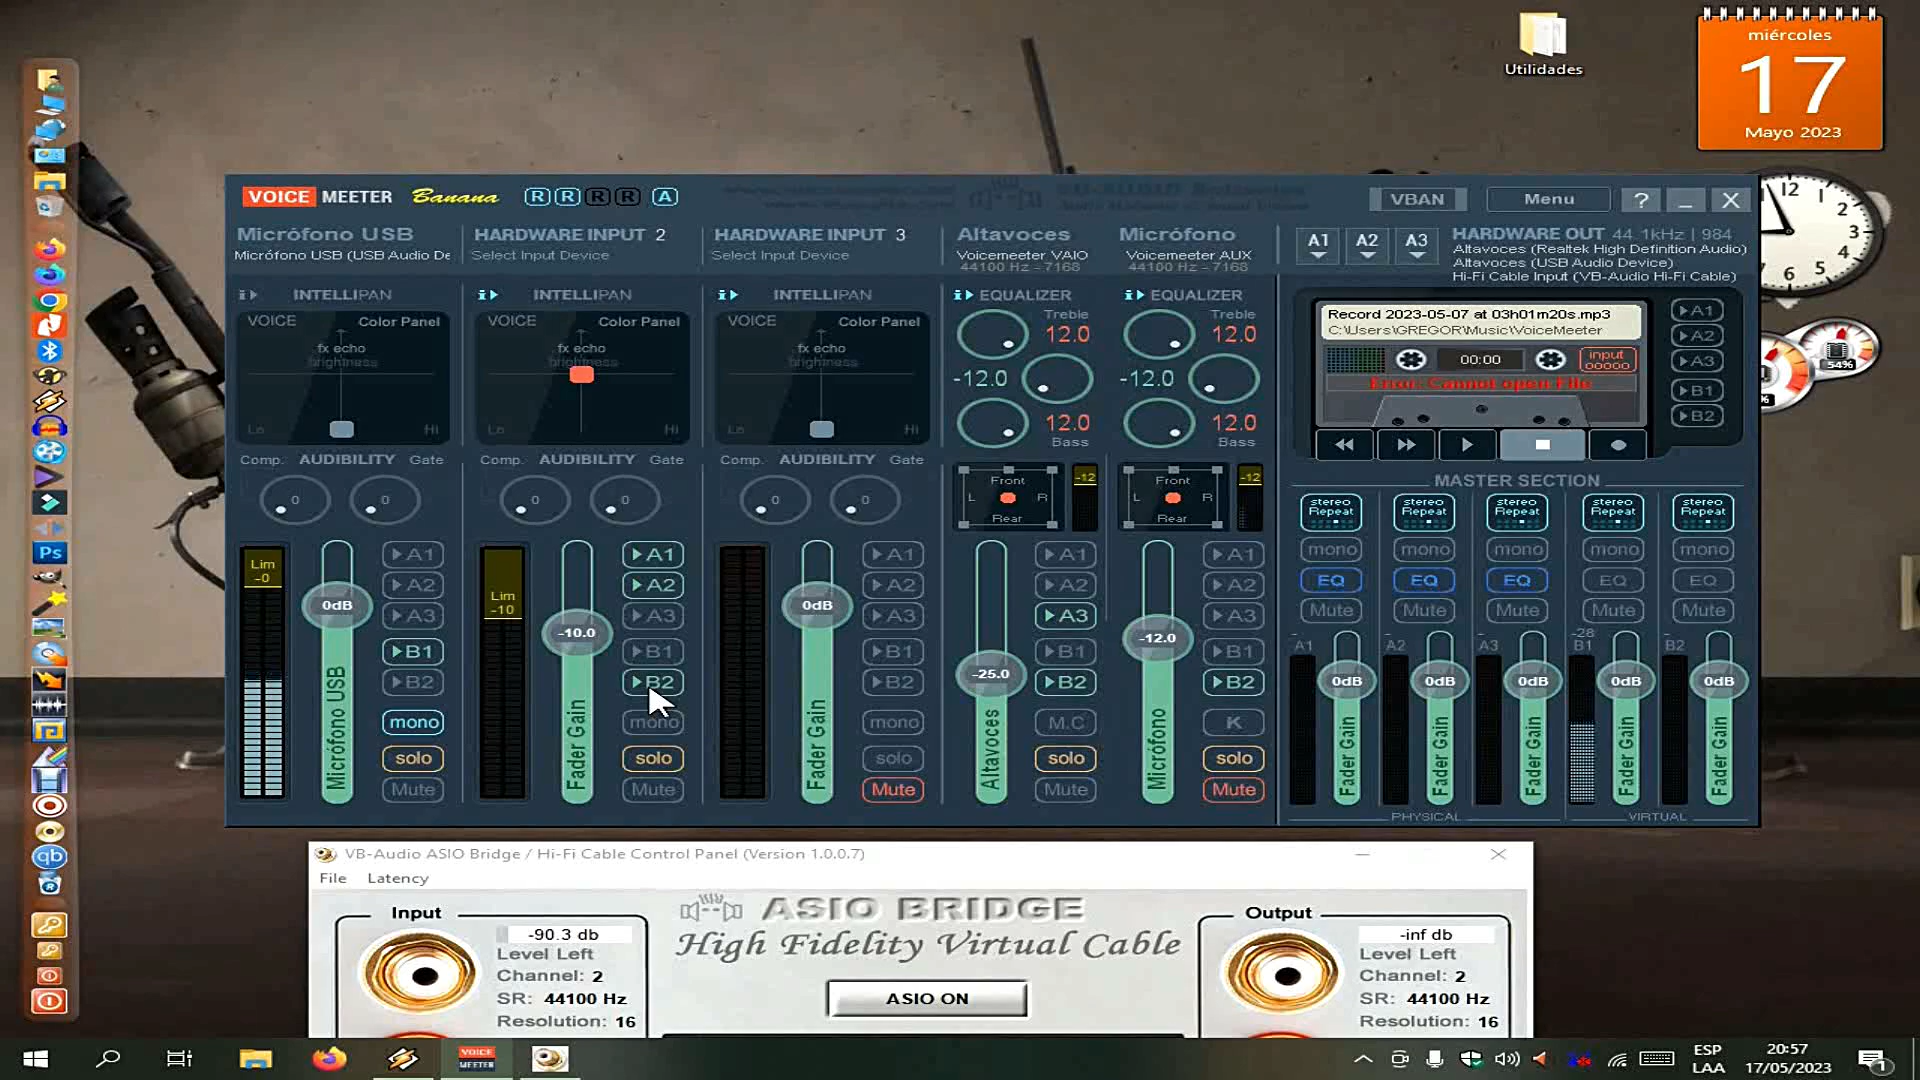 Utilidades
miércoles
17
Mayo 2023
12
1
2
3
4
5
6
54%
VOICE MEETER Banana R R R R A
VBAN Menu ? _ X
Micrófono USB
Micrófono USB (USB Audio De
HARDWARE INPUT 2
Select Input Device
HARDWARE INPUT 3
Select Input Device
Altavoces
Voicemeeter VAIO
44100 Hz - 7168
Micrófono
Voicemeeter AUX
44100 Hz - 7168
A1 A2 A3
HARDWARE OUT 44.1kHz | 984
Altavoces (Realtek High Definition Audio)
Altavoces (USB Audio Device)
Hi-Fi Cable Input (VB-Audio Hi-Fi Cable)
INTELLIPAN
VOICE Color Panel
fx echo
brightness
Lo Hi
Comp. AUDIBILITY Gate
0 0
Lim
-0
0dB
Micrófono USB
A1
A2
A3
B1
B2
mono
solo
Mute
INTELLIPAN
VOICE Color Panel
fx echo
brightness
Lo Hi
Comp. AUDIBILITY Gate
0 0
Lim
-10
-10.0
Fader Gain
A1
A2
A3
B1
B2
mono
solo
Mute
INTELLIPAN
VOICE Color Panel
fx echo
brightness
Lo Hi
Comp. AUDIBILITY Gate
0 0
0dB
Fader Gain
A1
A2
A3
B1
B2
mono
solo
Mute
EQUALIZER
Treble
12.0
-12.0
12.0
Bass
Front
L R
Rear
-12
-25.0
Altavoces
A1
A2
A3
B1
B2
M.C
solo
Mute
EQUALIZER
Treble
12.0
-12.0
12.0
Bass
Front
L R
Rear
-12
-12.0
Micrófono
A1
A2
A3
B1
B2
K
solo
Mute
Record 2023-05-07 at 03h01m20s.mp3
C:\Users\GREGOR\Music\VoiceMeeter
00:00
input
Error: Cannot open File
A1
A2
A3
B1
B2
MASTER SECTION
stereo Repeat stereo Repeat stereo Repeat stereo Repeat stereo Repeat
mono mono mono mono mono
EQ EQ EQ EQ EQ
Mute Mute Mute Mute Mute
- - - -28 -
A1 A2 A3 B1 B2
0dB 0dB 0dB 0dB 0dB
Fader Gain Fader Gain Fader Gain Fader Gain Fader Gain
PHYSICAL VIRTUAL
VB-Audio ASIO Bridge / Hi-Fi Cable Control Panel (Version 1.0.0.7)
File Latency
Input
-90.3 db
Level Left
Channel: 2
SR: 44100 Hz
Resolution: 16
ASIO BRIDGE
High Fidelity Virtual Cable
ASIO ON
Output
-inf db
Level Left
Channel: 2
SR: 44100 Hz
Resolution: 16
Ps
qb
VOICE
MEETER
ESP
LAA
20:57
17/05/2023
1